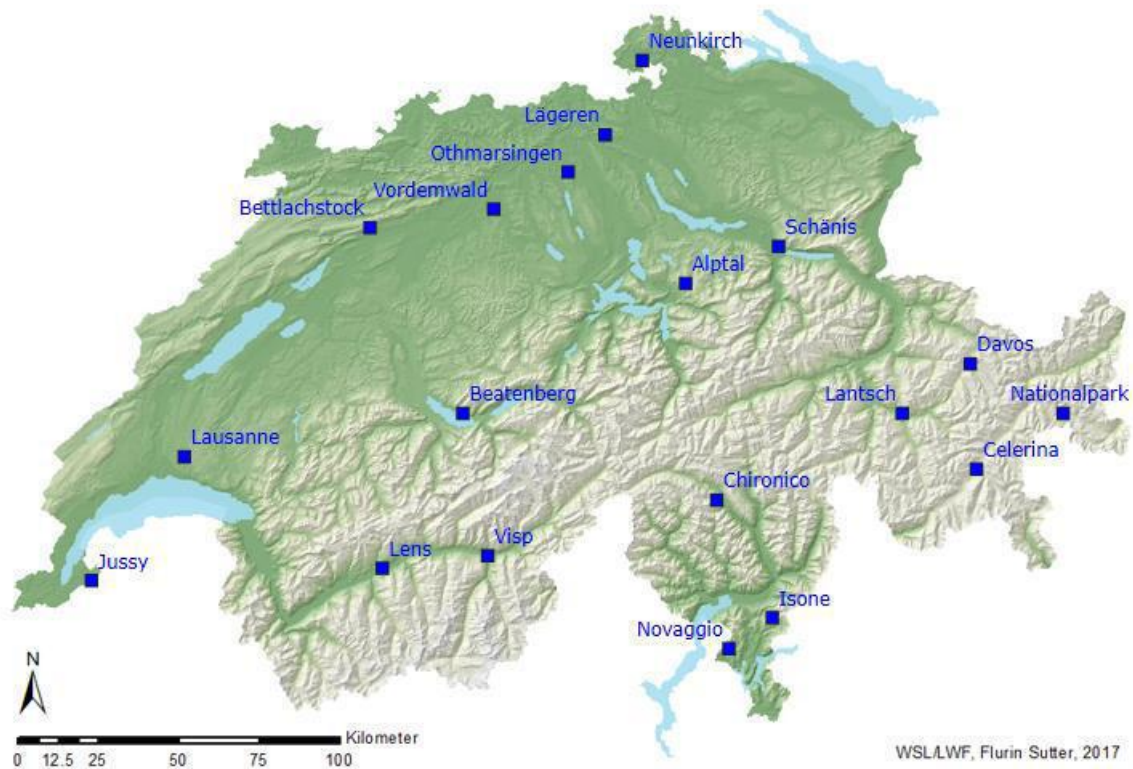 Neunkirch
Lägeren
Othmarsingen
Vordemwald
Bettlachstock
Schänis
Alptal
Davos
Beatenberg
Lantsch
Nationalpark
Lausanne
Celerina
Chironico
Visp
Lens
Jussy
Isone
Novaggio
N
Kilometer
0 12.5 25 50 75 100
WSL/LWF, Flurin Sutter, 2017